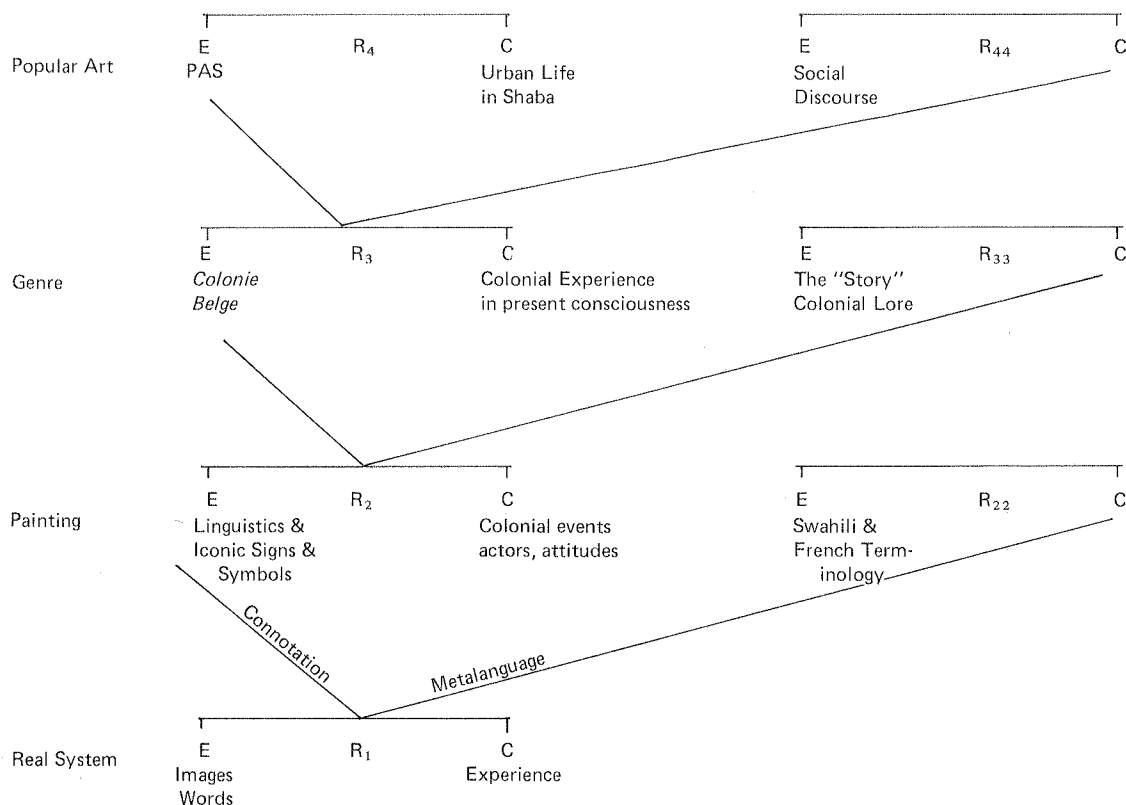 E R₄ C E R₄₄ C
Popular Art PAS Urban Life Social
in Shaba Discourse
E R₃ C E R₃₃ C
Genre Colonie Colonial Experience The "Story"
Belge in present consciousness Colonial Lore
E R₂ C E R₂₂ C
Painting Linguistics & Colonial events Swahili &
Iconic Signs & actors, attitudes French Term-
Symbols inology
Connotation Metalanguage
E R₁ C
Real System Images Experience
Words